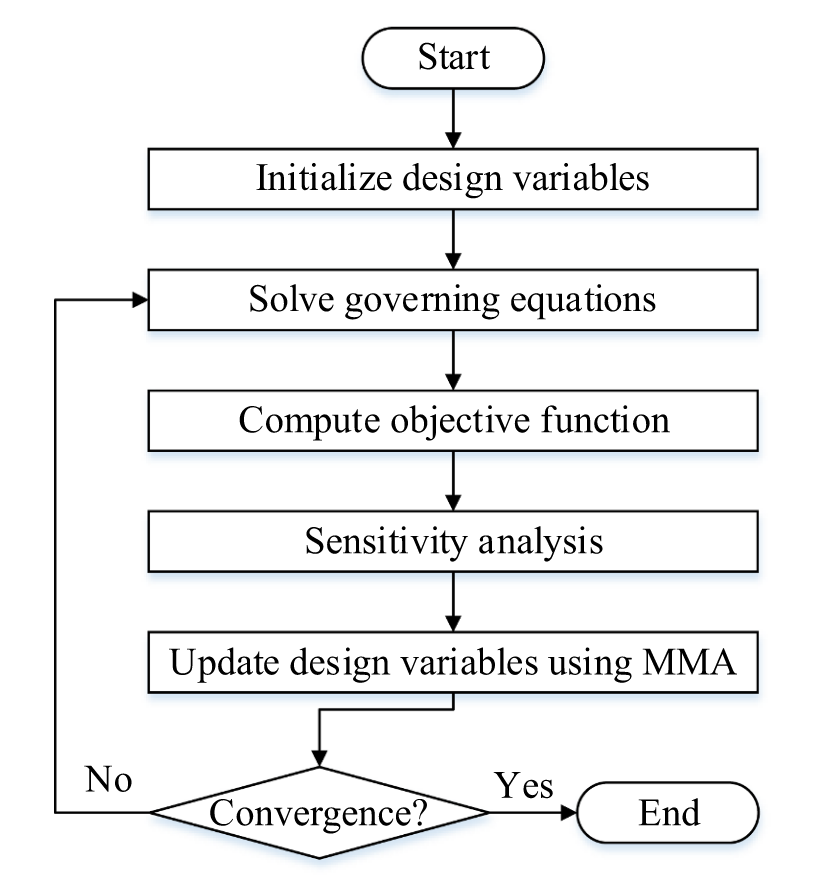 Start
Initialize design variables
Solve governing equations
Compute objective function
Sensitivity analysis
Update design variables using MMA
No
Convergence?
Yes
End